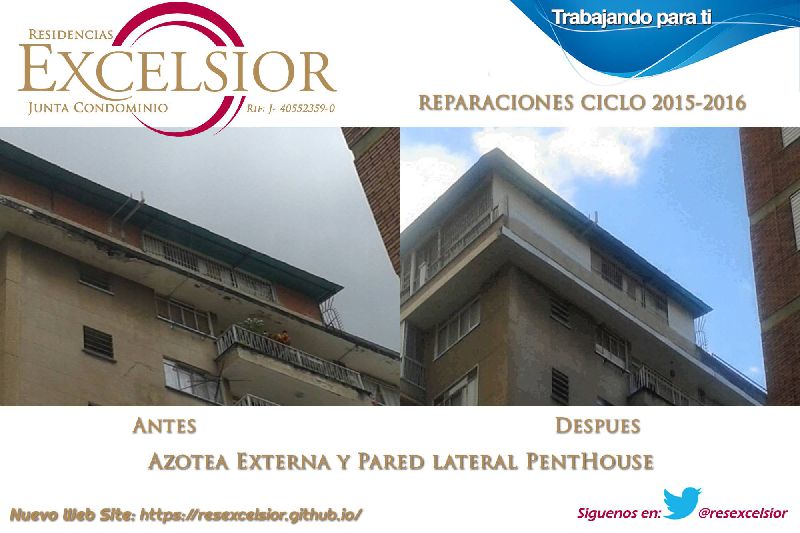 Residencias
Excelsior
Junta Condominio
Rif: J- 40552359-0
Trabajando para ti
REPARACIONES CICLO 2015-2016
Antes
Despues
Azotea Externa y Pared lateral PentHouse
Nuevo Web Site: https://resexcelsior.github.io/
Siguenos en: @resexcelsior